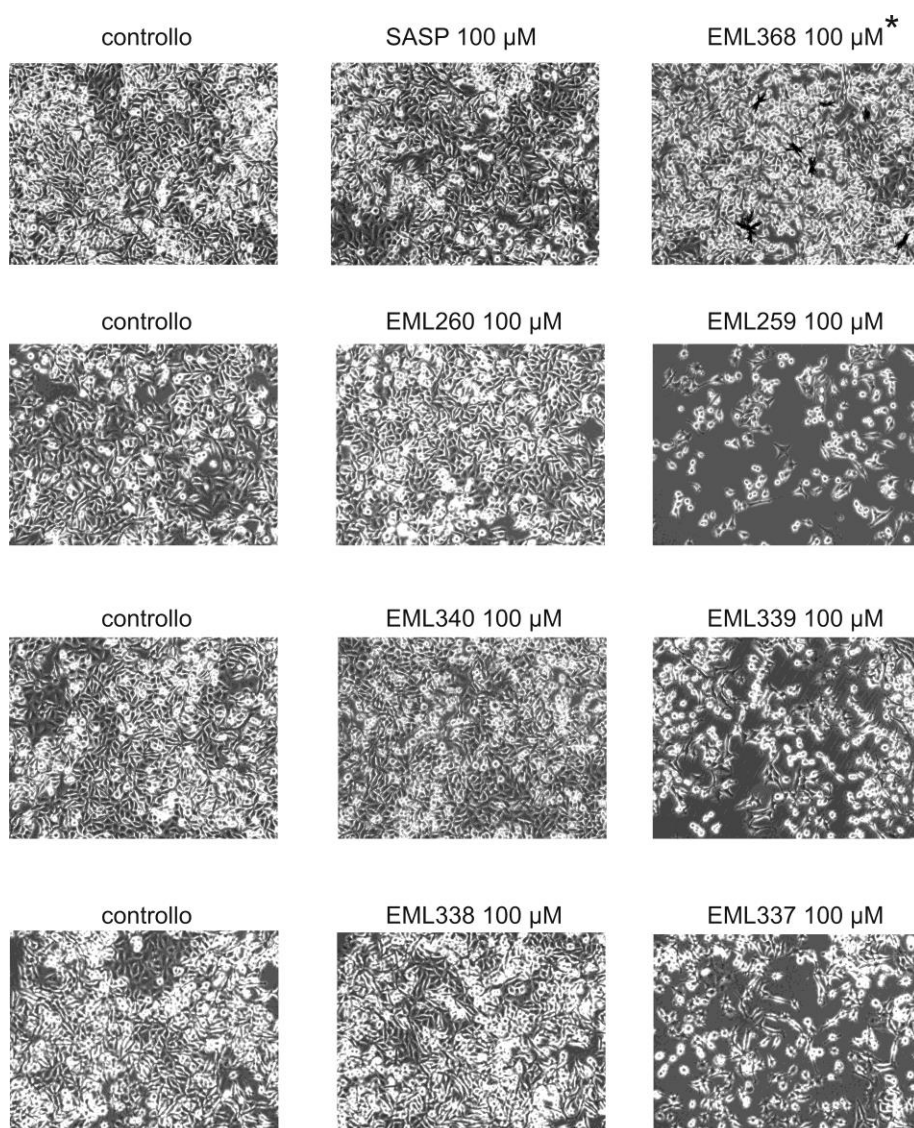 controllo SASP 100 µM EML368 100 µM*
controllo EML260 100 µM EML259 100 µM
controllo EML340 100 µM EML339 100 µM
controllo EML338 100 µM EML337 100 µM